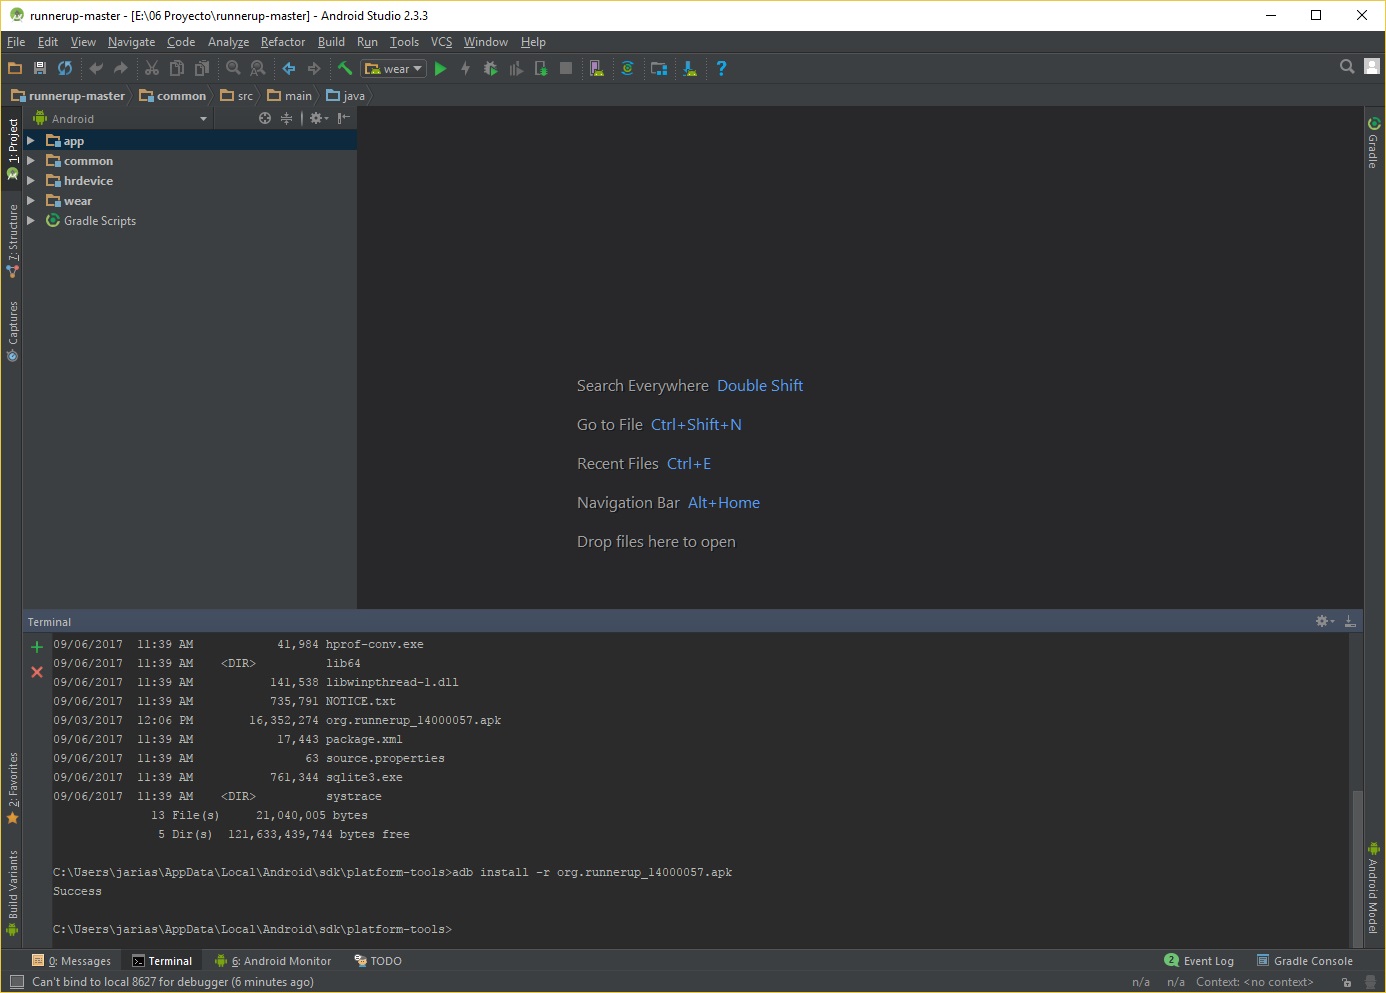 runnerup-master - [E:\06 Proyecto\runnerup-master] - Android Studio 2.3.3
File Edit View Navigate Code Analyze Refactor Build Run Tools VCS Window Help
wear
runnerup-master common src main java
Android
1: Project
7: Structure
Captures
2: Favorites
Build Variants
app
common
hrdevice
wear
Gradle Scripts
Search Everywhere Double Shift
Go to File Ctrl+Shift+N
Recent Files Ctrl+E
Navigation Bar Alt+Home
Drop files here to open
Gradle
Android Model
Terminal
09/06/2017 11:39 AM 41,984 hprof-conv.exe
09/06/2017 11:39 AM <DIR> lib64
09/06/2017 11:39 AM 141,538 libwinpthread-1.dll
09/06/2017 11:39 AM 735,791 NOTICE.txt
09/03/2017 12:06 PM 16,352,274 org.runnerup_14000057.apk
09/06/2017 11:39 AM 17,443 package.xml
09/06/2017 11:39 AM 63 source.properties
09/06/2017 11:39 AM 761,344 sqlite3.exe
09/06/2017 11:39 AM <DIR> systrace
13 File(s) 21,040,005 bytes
5 Dir(s) 121,633,439,744 bytes free
C:\Users\jarias\AppData\Local\Android\sdk\platform-tools>adb install -r org.runnerup_14000057.apk
Success
C:\Users\jarias\AppData\Local\Android\sdk\platform-tools>
0: Messages Terminal 6: Android Monitor TODO 2 Event Log Gradle Console
Can't bind to local 8627 for debugger (6 minutes ago) n/a n/a Context: <no context>